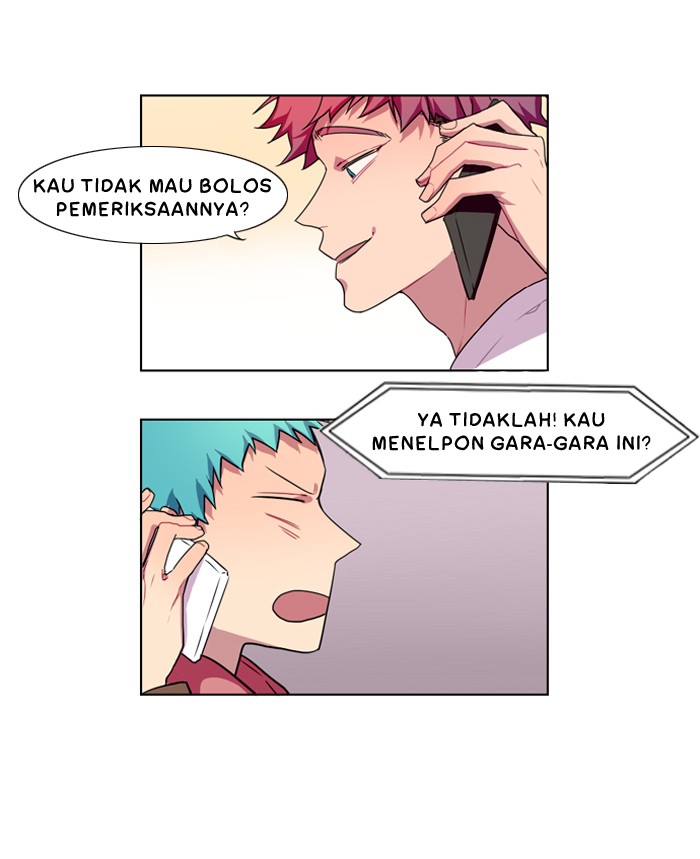 KAU TIDAK MAU BOLOS
PEMERIKSAANNYA?
YA TIDAKLAH! KAU
MENELPON GARA-GARA INI?